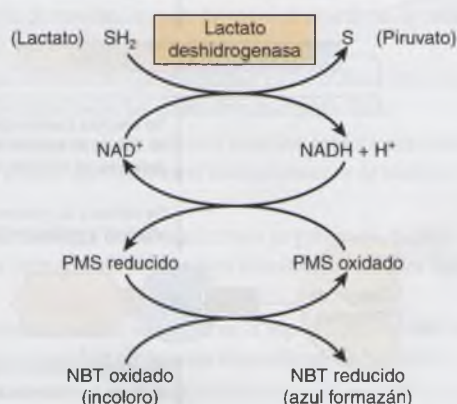 (Lactato) SH₂ Lactato deshidrogenasa S (Piruvato)
NAD⁺ NADH + H⁺
PMS reducido PMS oxidado
NBT oxidado NBT reducido
(incoloro) (azul formazán)